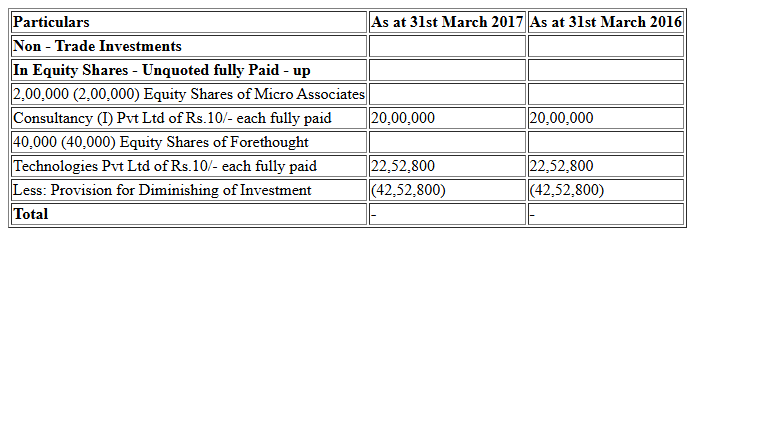 Particulars As at 31st March 2017 As at 31st March 2016
Non - Trade Investments
In Equity Shares - Unquoted fully Paid - up
2,00,000 (2,00,000) Equity Shares of Micro Associates
Consultancy (I) Pvt Ltd of Rs.10/- each fully paid 20,00,000 20,00,000
40,000 (40,000) Equity Shares of Forethought
Technologies Pvt Ltd of Rs.10/- each fully paid 22,52,800 22,52,800
Less: Provision for Diminishing of Investment (42,52,800) (42,52,800)
Total - -